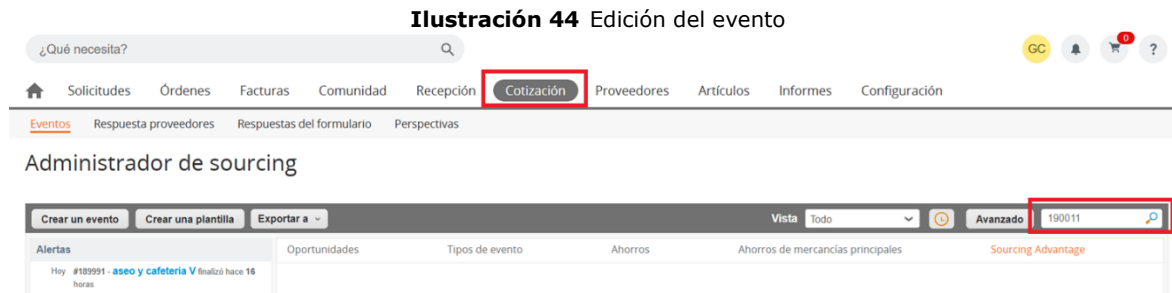 Ilustración 44 Edición del evento
¿Qué necesita?
GC
0
?
Solicitudes Órdenes Facturas Comunidad Recepción Cotización Proveedores Artículos Informes Configuración
Eventos Respuesta proveedores Respuestas del formulario Perspectivas
Administrador de sourcing
Crear un evento Crear una plantilla Exportar a Vista Todo Avanzado 190011
Alertas Oportunidades Tipos de evento Ahorros Ahorros de mercancías principales Sourcing Advantage
Hoy #189991 - aseo y cafeteria V finalizó hace 16
horas